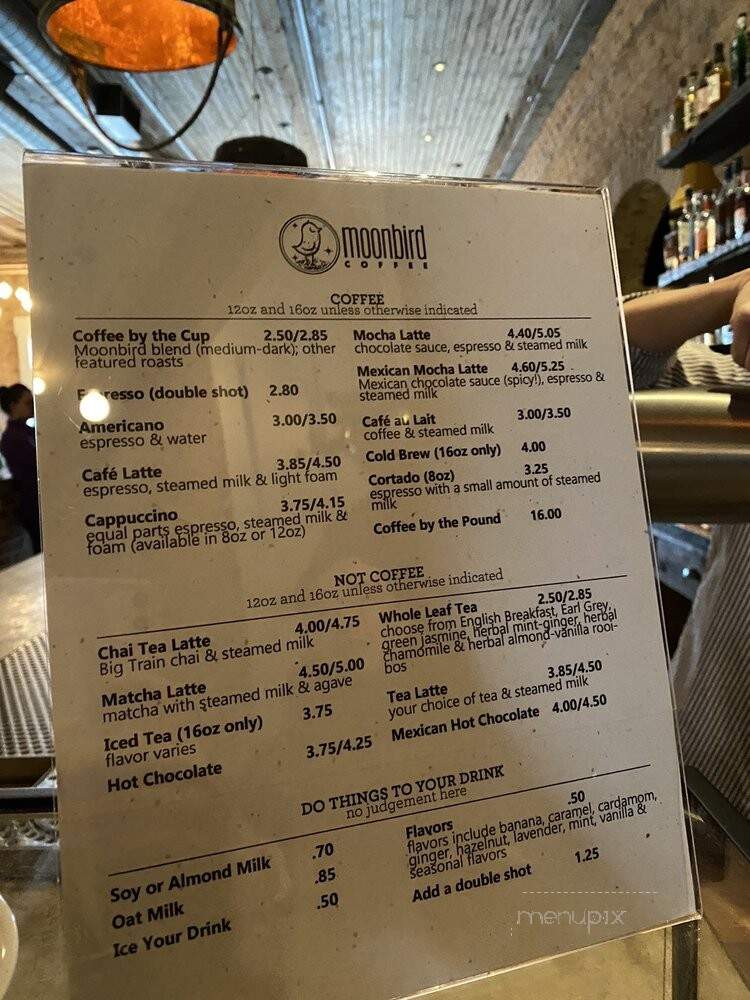 moonbird
COFFEE
COFFEE
12oz and 16oz unless otherwise indicated
Coffee by the Cup 2.50/2.85
Moonbird blend (medium-dark); other
featured roasts
Espresso (double shot) 2.80
Americano 3.00/3.50
espresso & water
Café Latte 3.85/4.50
espresso, steamed milk & light foam
Cappuccino 3.75/4.15
equal parts espresso, steamed milk &
foam (available in 8oz or 12oz)
Mocha Latte 4.40/5.05
chocolate sauce, espresso & steamed milk
Mexican Mocha Latte 4.60/5.25
Mexican chocolate sauce (spicy!), espresso &
steamed milk
Café au Lait 3.00/3.50
coffee & steamed milk
Cold Brew (16oz only) 4.00
Cortado (8oz) 3.25
espresso with a small amount of steamed
milk
Coffee by the Pound 16.00
NOT COFFEE
12oz and 16oz unless otherwise indicated
Chai Tea Latte 4.00/4.75
Big Train chai & steamed milk
Matcha Latte 4.50/5.00
matcha with steamed milk & agave
Iced Tea (16oz only) 3.75
flavor varies
Hot Chocolate 3.75/4.25
Whole Leaf Tea 2.50/2.85
choose from English Breakfast, Earl Grey,
green jasmine, herbal mint-ginger, herbal
chamomile & herbal almond-vanilla rooi-
bos
Tea Latte 3.85/4.50
your choice of tea & steamed milk
Mexican Hot Chocolate 4.00/4.50
DO THINGS TO YOUR DRINK
no judgement here
Soy or Almond Milk .70
Oat Milk .85
Ice Your Drink .50
Flavors .50
flavors include banana, caramel, cardamom,
ginger, hazelnut, lavender, mint, vanilla &
seasonal flavors
Add a double shot 1.25
menupix